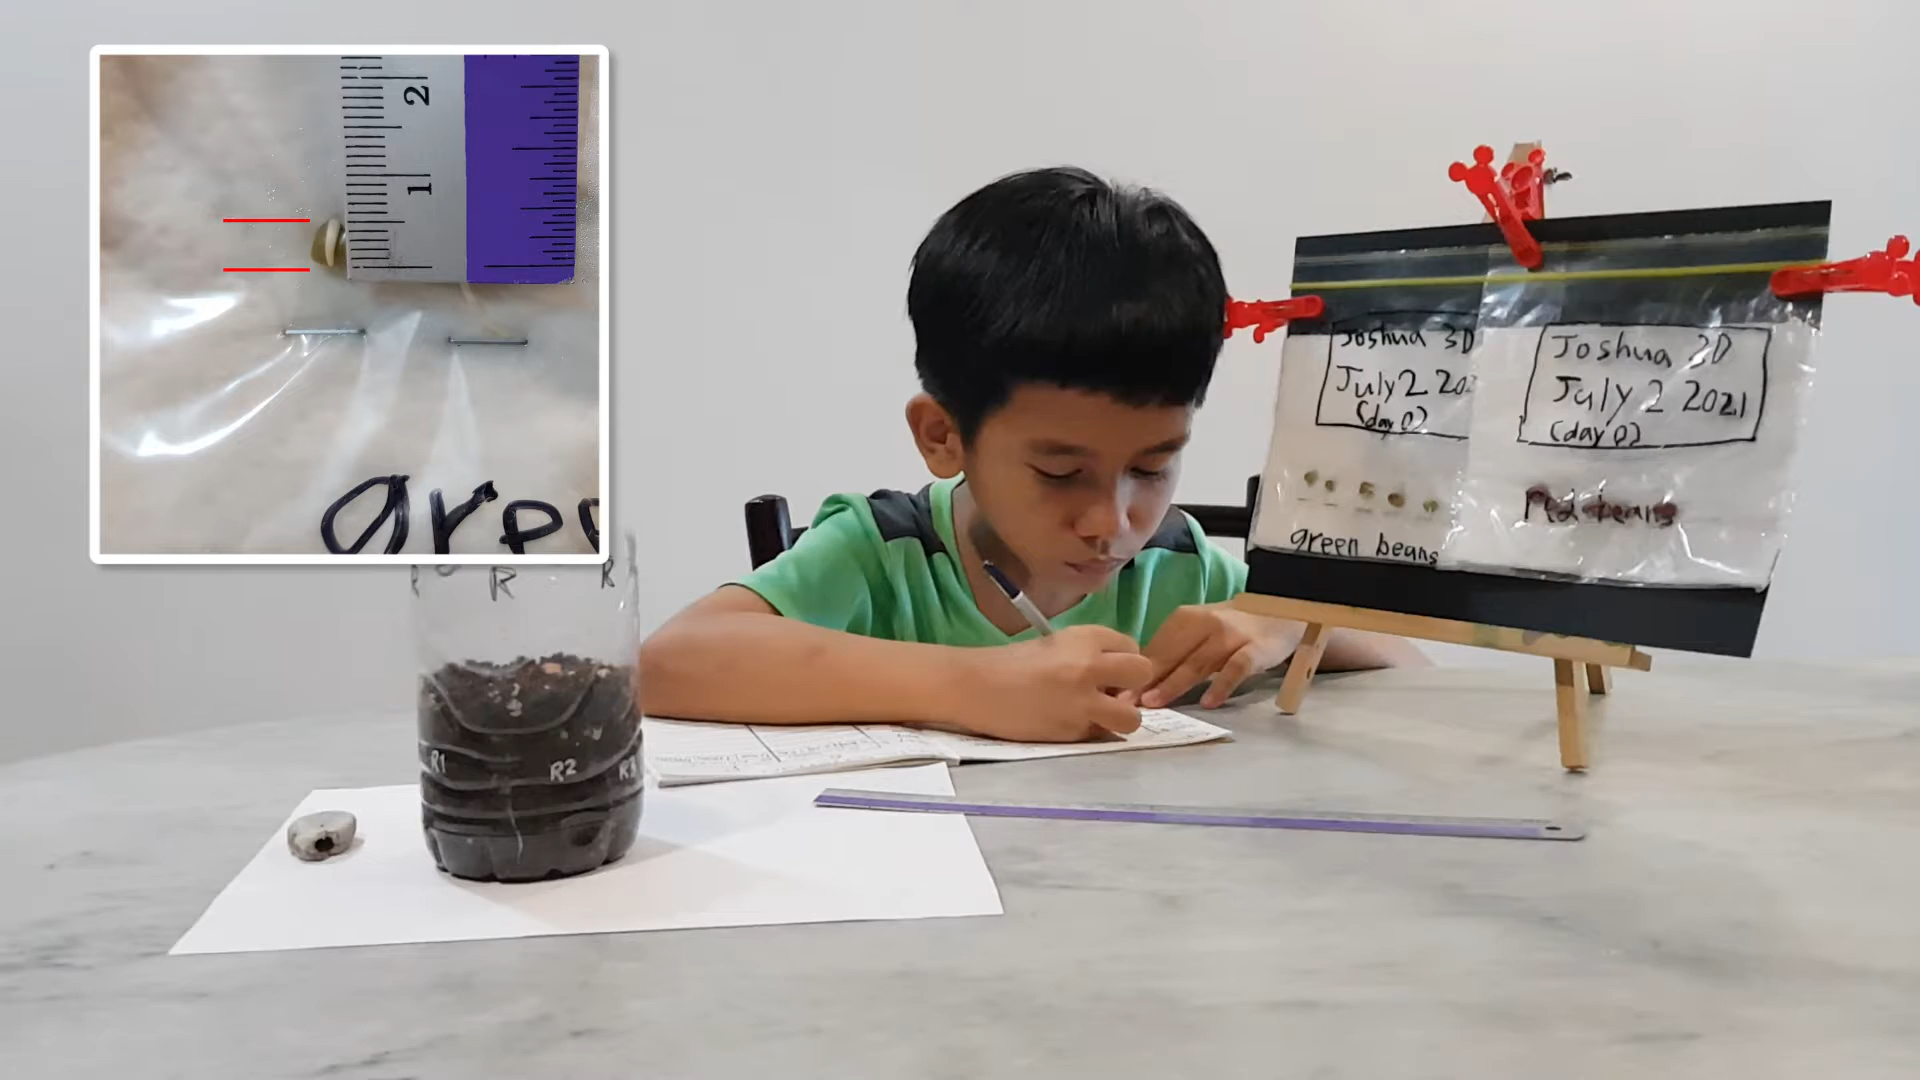 2
1
gree
R
R
R1
R2
R3
Joshua 3D
July 2 202
(day 0)
green beans
Joshua 3D
July 2 2021
(day 0)
red beans